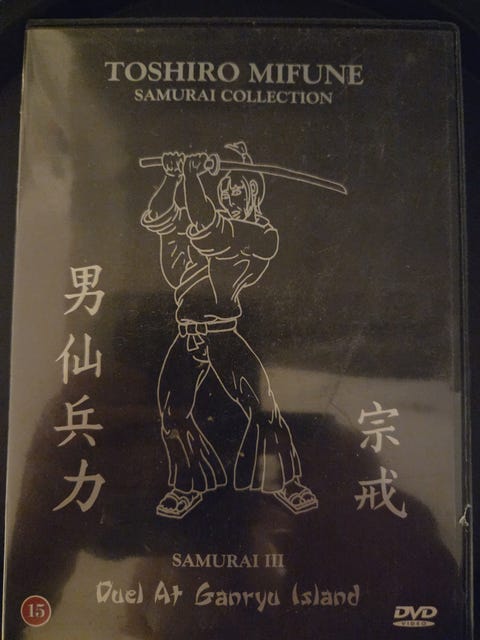 TOSHIRO MIFUNE
SAMURAI COLLECTION
男仙兵力
宗戒
SAMURAI III
Duel At Ganryu Island
15
DVD
VIDEO